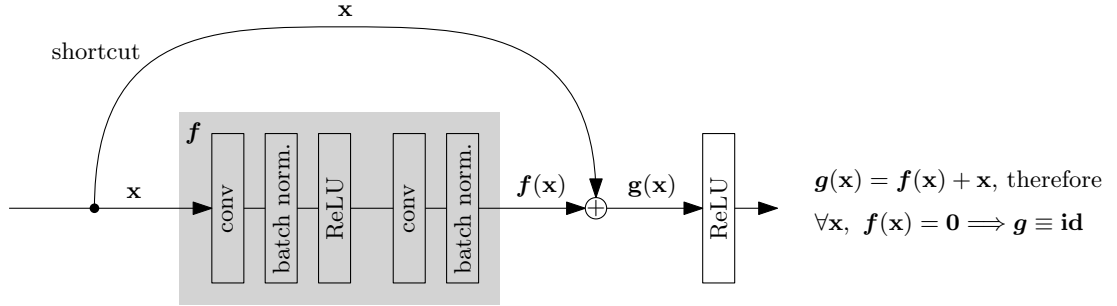 x
shortcut
f
x
conv
batch norm.
ReLU
conv
batch norm.
f(x)
+
g(x)
ReLU
g(x) = f(x) + x, therefore
∀x, f(x) = 0 ⟹ g ≡ id